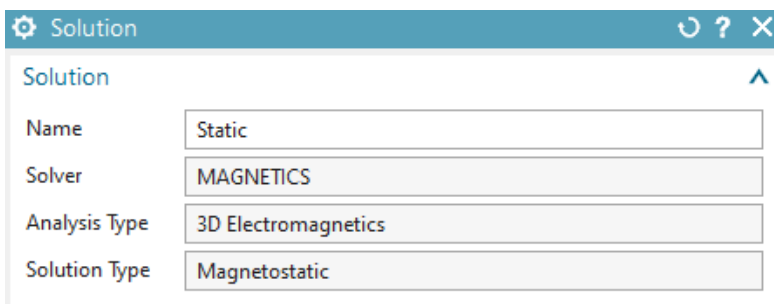 Solution
?
Solution
Name Static
Solver MAGNETICS
Analysis Type 3D Electromagnetics
Solution Type Magnetostatic